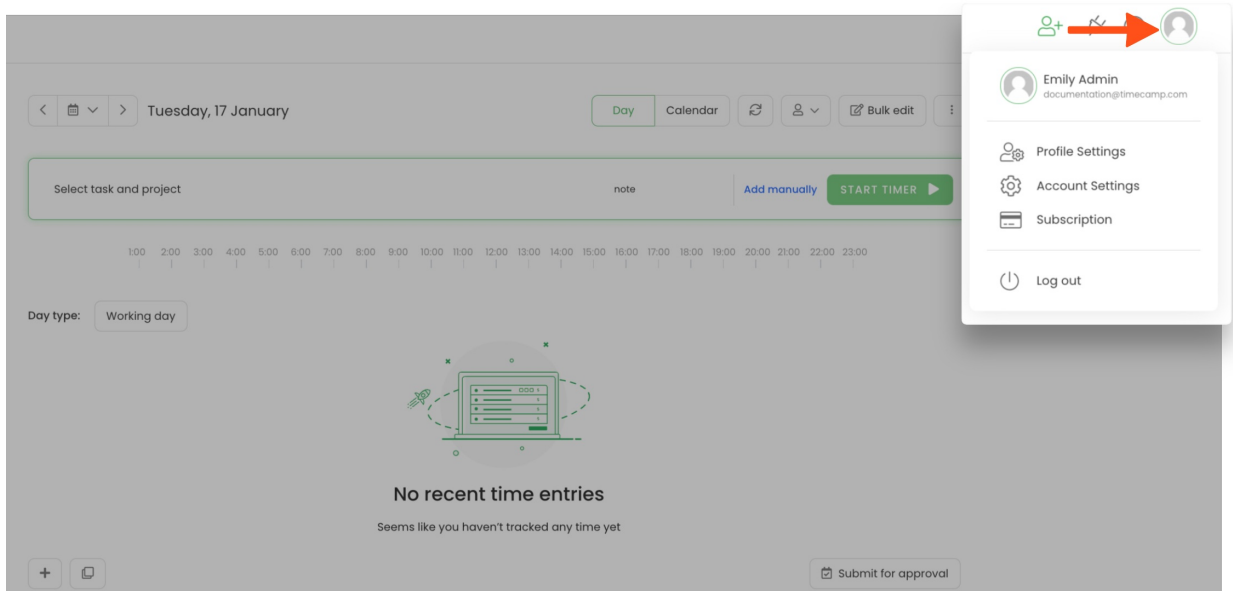 Tuesday, 17 January
Day
Calendar
Bulk edit
Emily Admin
documentation@timecamp.com
Profile Settings
Account Settings
Subscription
Log out
Select task and project
note
Add manually
START TIMER
1:00 2:00 3:00 4:00 5:00 6:00 7:00 8:00 9:00 10:00 11:00 12:00 13:00 14:00 15:00 16:00 17:00 18:00 19:00 20:00 21:00 22:00 23:00
Day type:
Working day
No recent time entries
Seems like you haven't tracked any time yet
Submit for approval